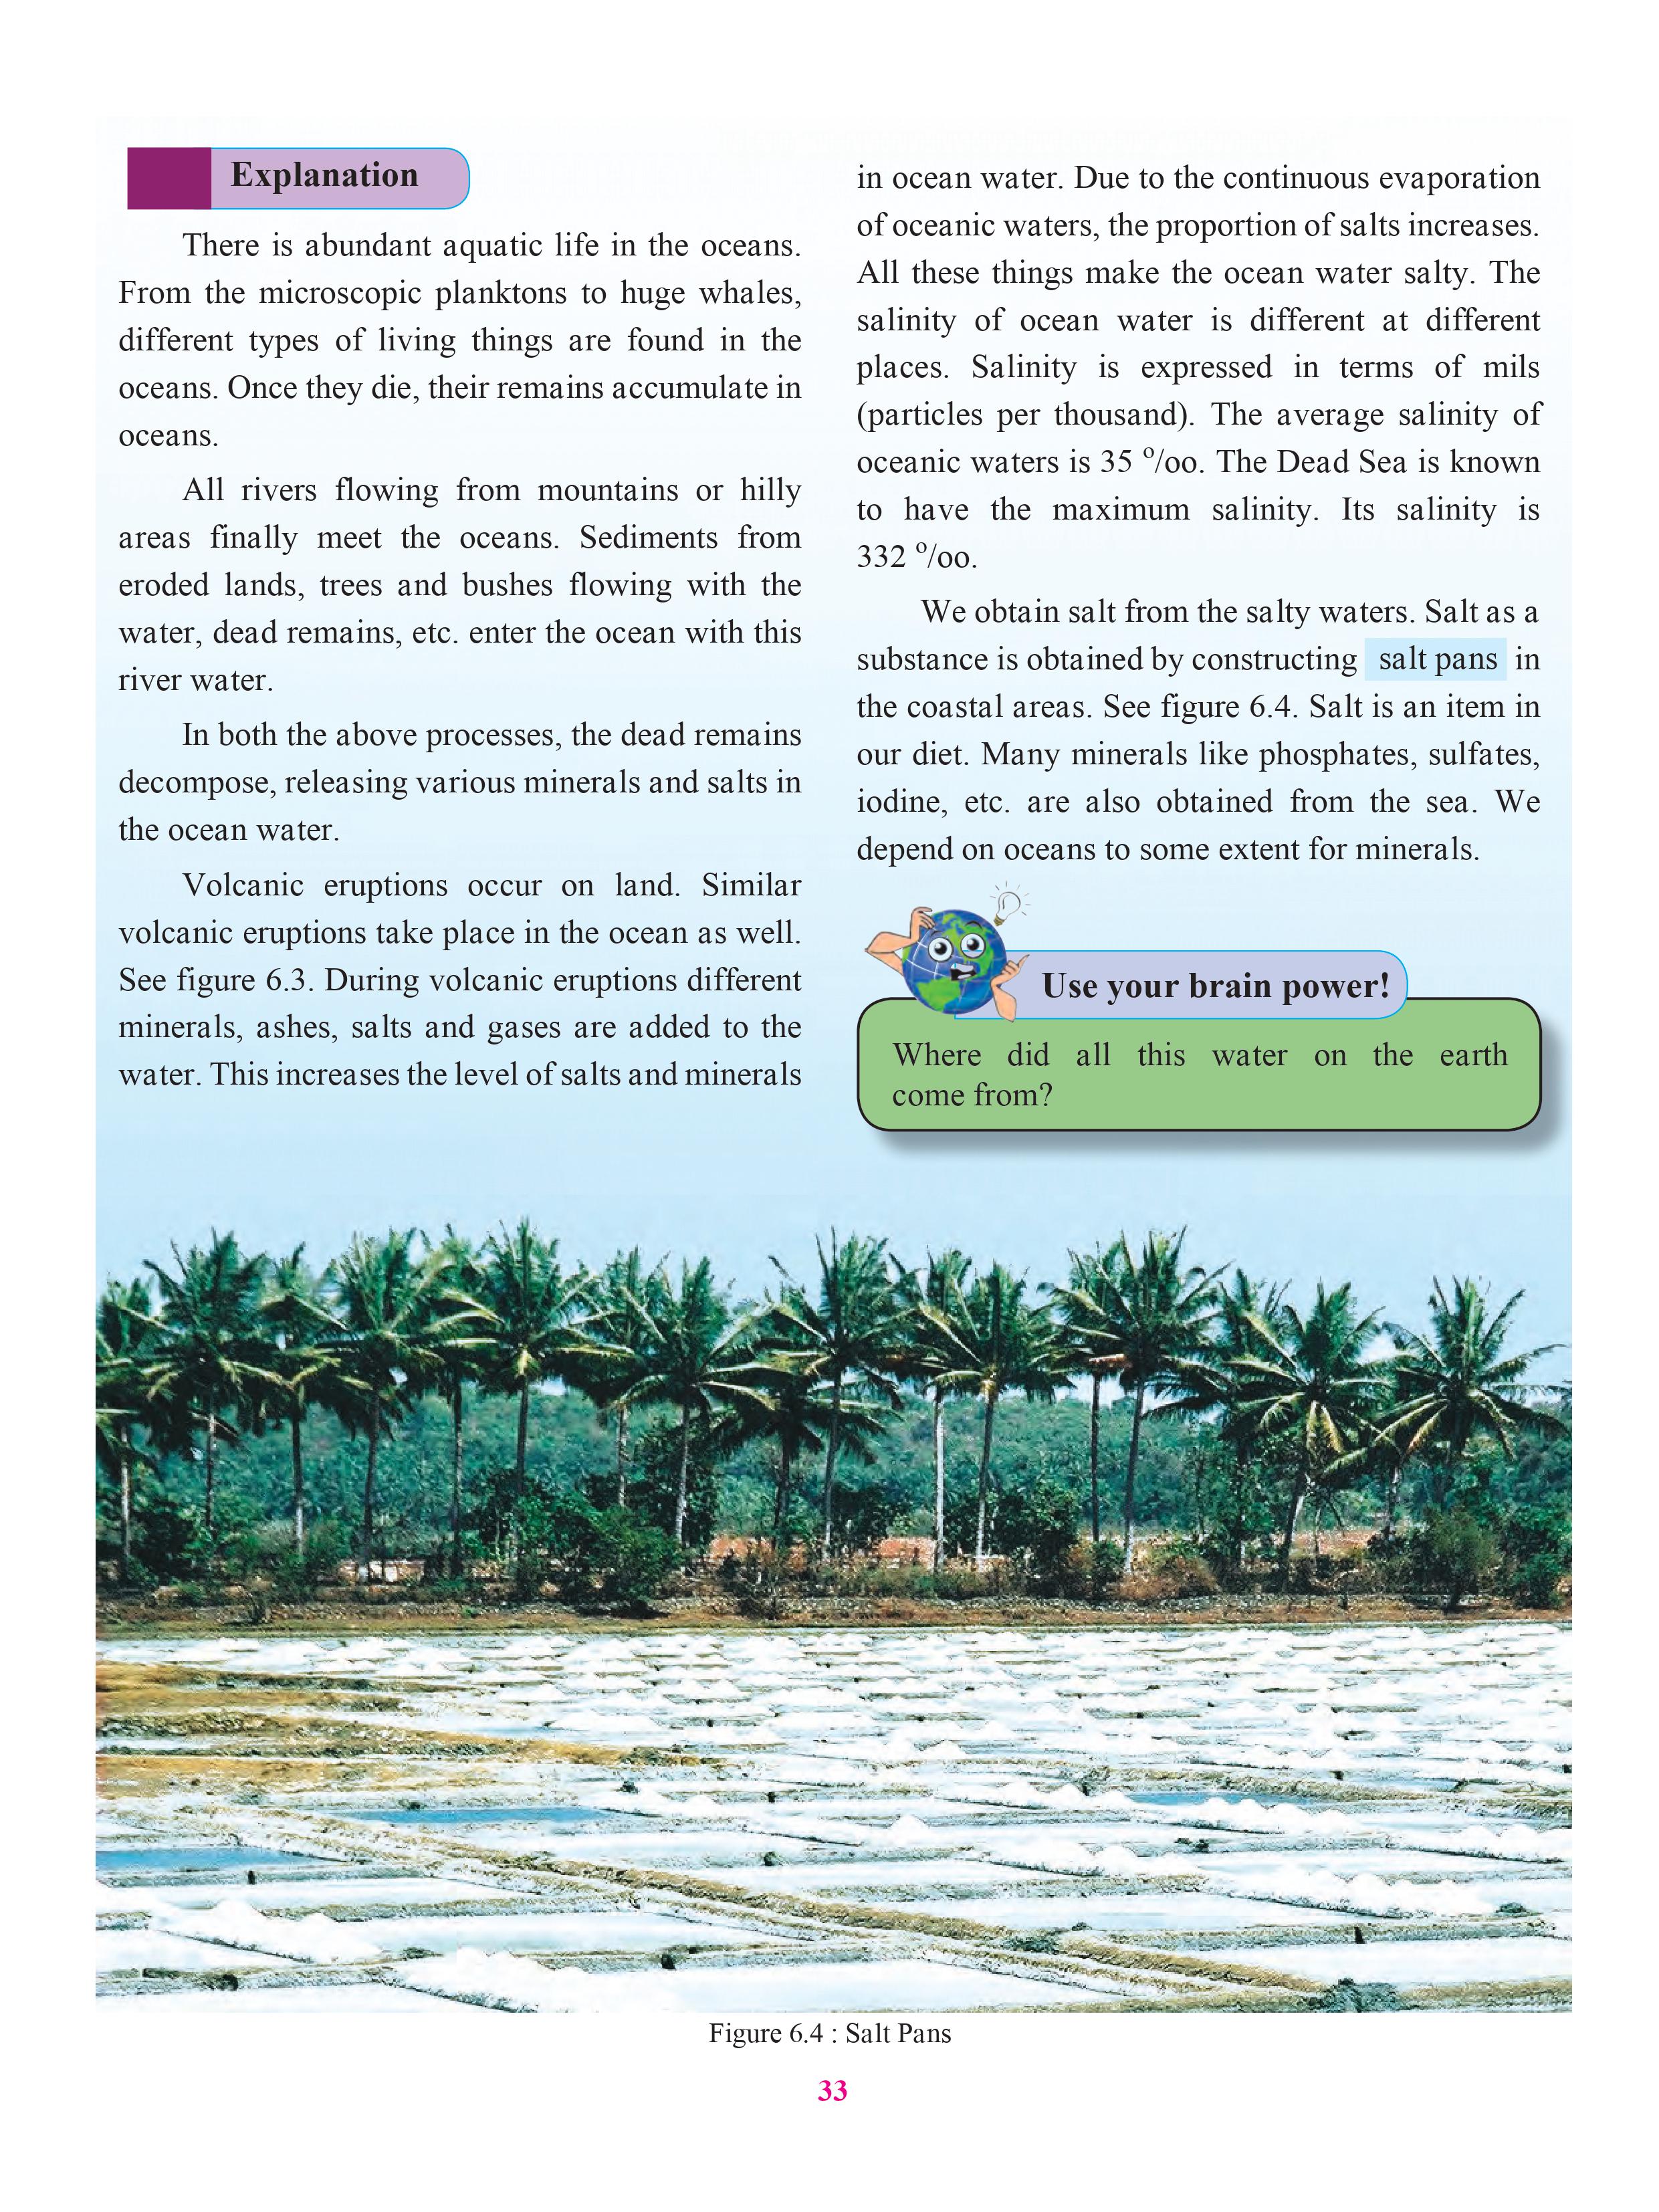 Explanation
There is abundant aquatic life in the oceans.
From the microscopic planktons to huge whales,
different types of living things are found in the
oceans. Once they die, their remains accumulate in
oceans.
All rivers flowing from mountains or hilly
areas finally meet the oceans. Sediments from
eroded lands, trees and bushes flowing with the
water, dead remains, etc. enter the ocean with this
river water.
In both the above processes, the dead remains
decompose, releasing various minerals and salts in
the ocean water.
Volcanic eruptions occur on land. Similar
volcanic eruptions take place in the ocean as well.
See figure 6.3. During volcanic eruptions different
minerals, ashes, salts and gases are added to the
water. This increases the level of salts and minerals
in ocean water. Due to the continuous evaporation
of oceanic waters, the proportion of salts increases.
All these things make the ocean water salty. The
salinity of ocean water is different at different
places. Salinity is expressed in terms of mils
(particles per thousand). The average salinity of
oceanic waters is 35 º/oo. The Dead Sea is known
to have the maximum salinity. Its salinity is
332 º/oo.
We obtain salt from the salty waters. Salt as a
substance is obtained by constructing salt pans in
the coastal areas. See figure 6.4. Salt is an item in
our diet. Many minerals like phosphates, sulfates,
iodine, etc. are also obtained from the sea. We
depend on oceans to some extent for minerals.
Use your brain power!
Where did all this water on the earth
come from?
Figure 6.4 : Salt Pans
33